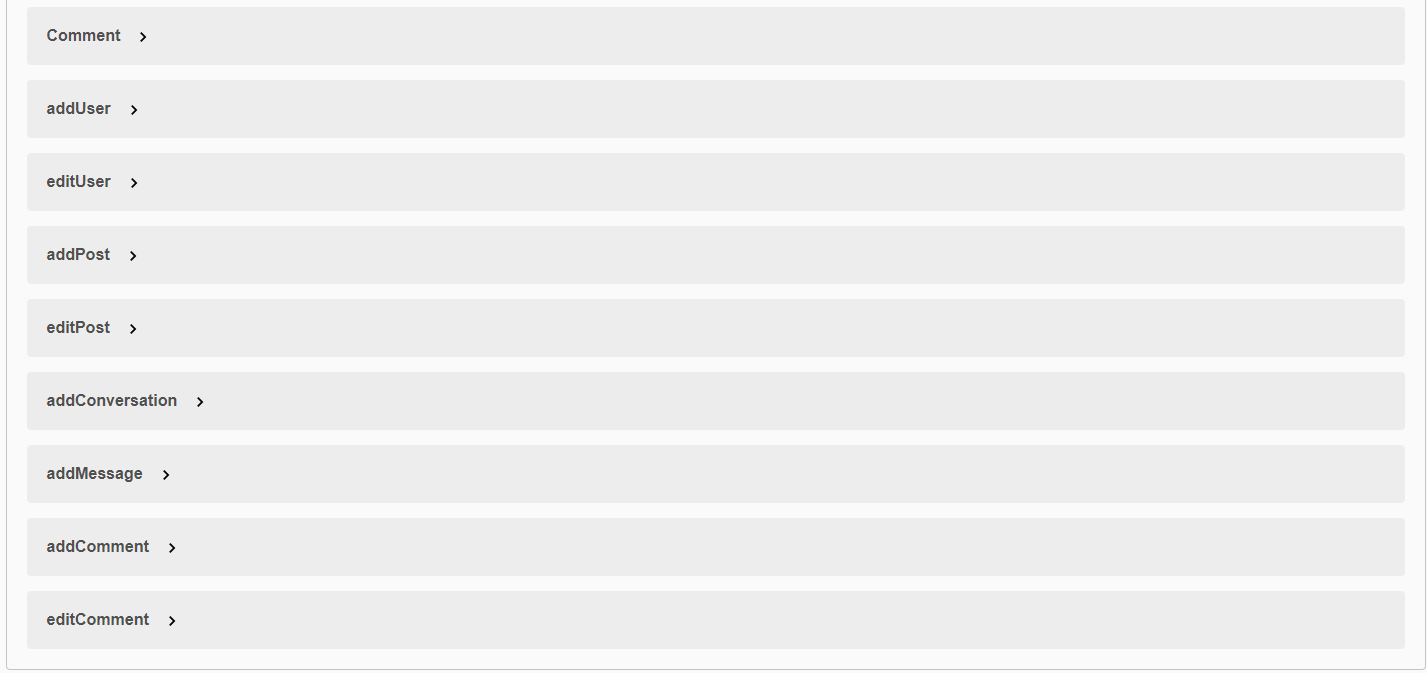 Comment
addUser
editUser
addPost
editPost
addConversation
addMessage
addComment
editComment